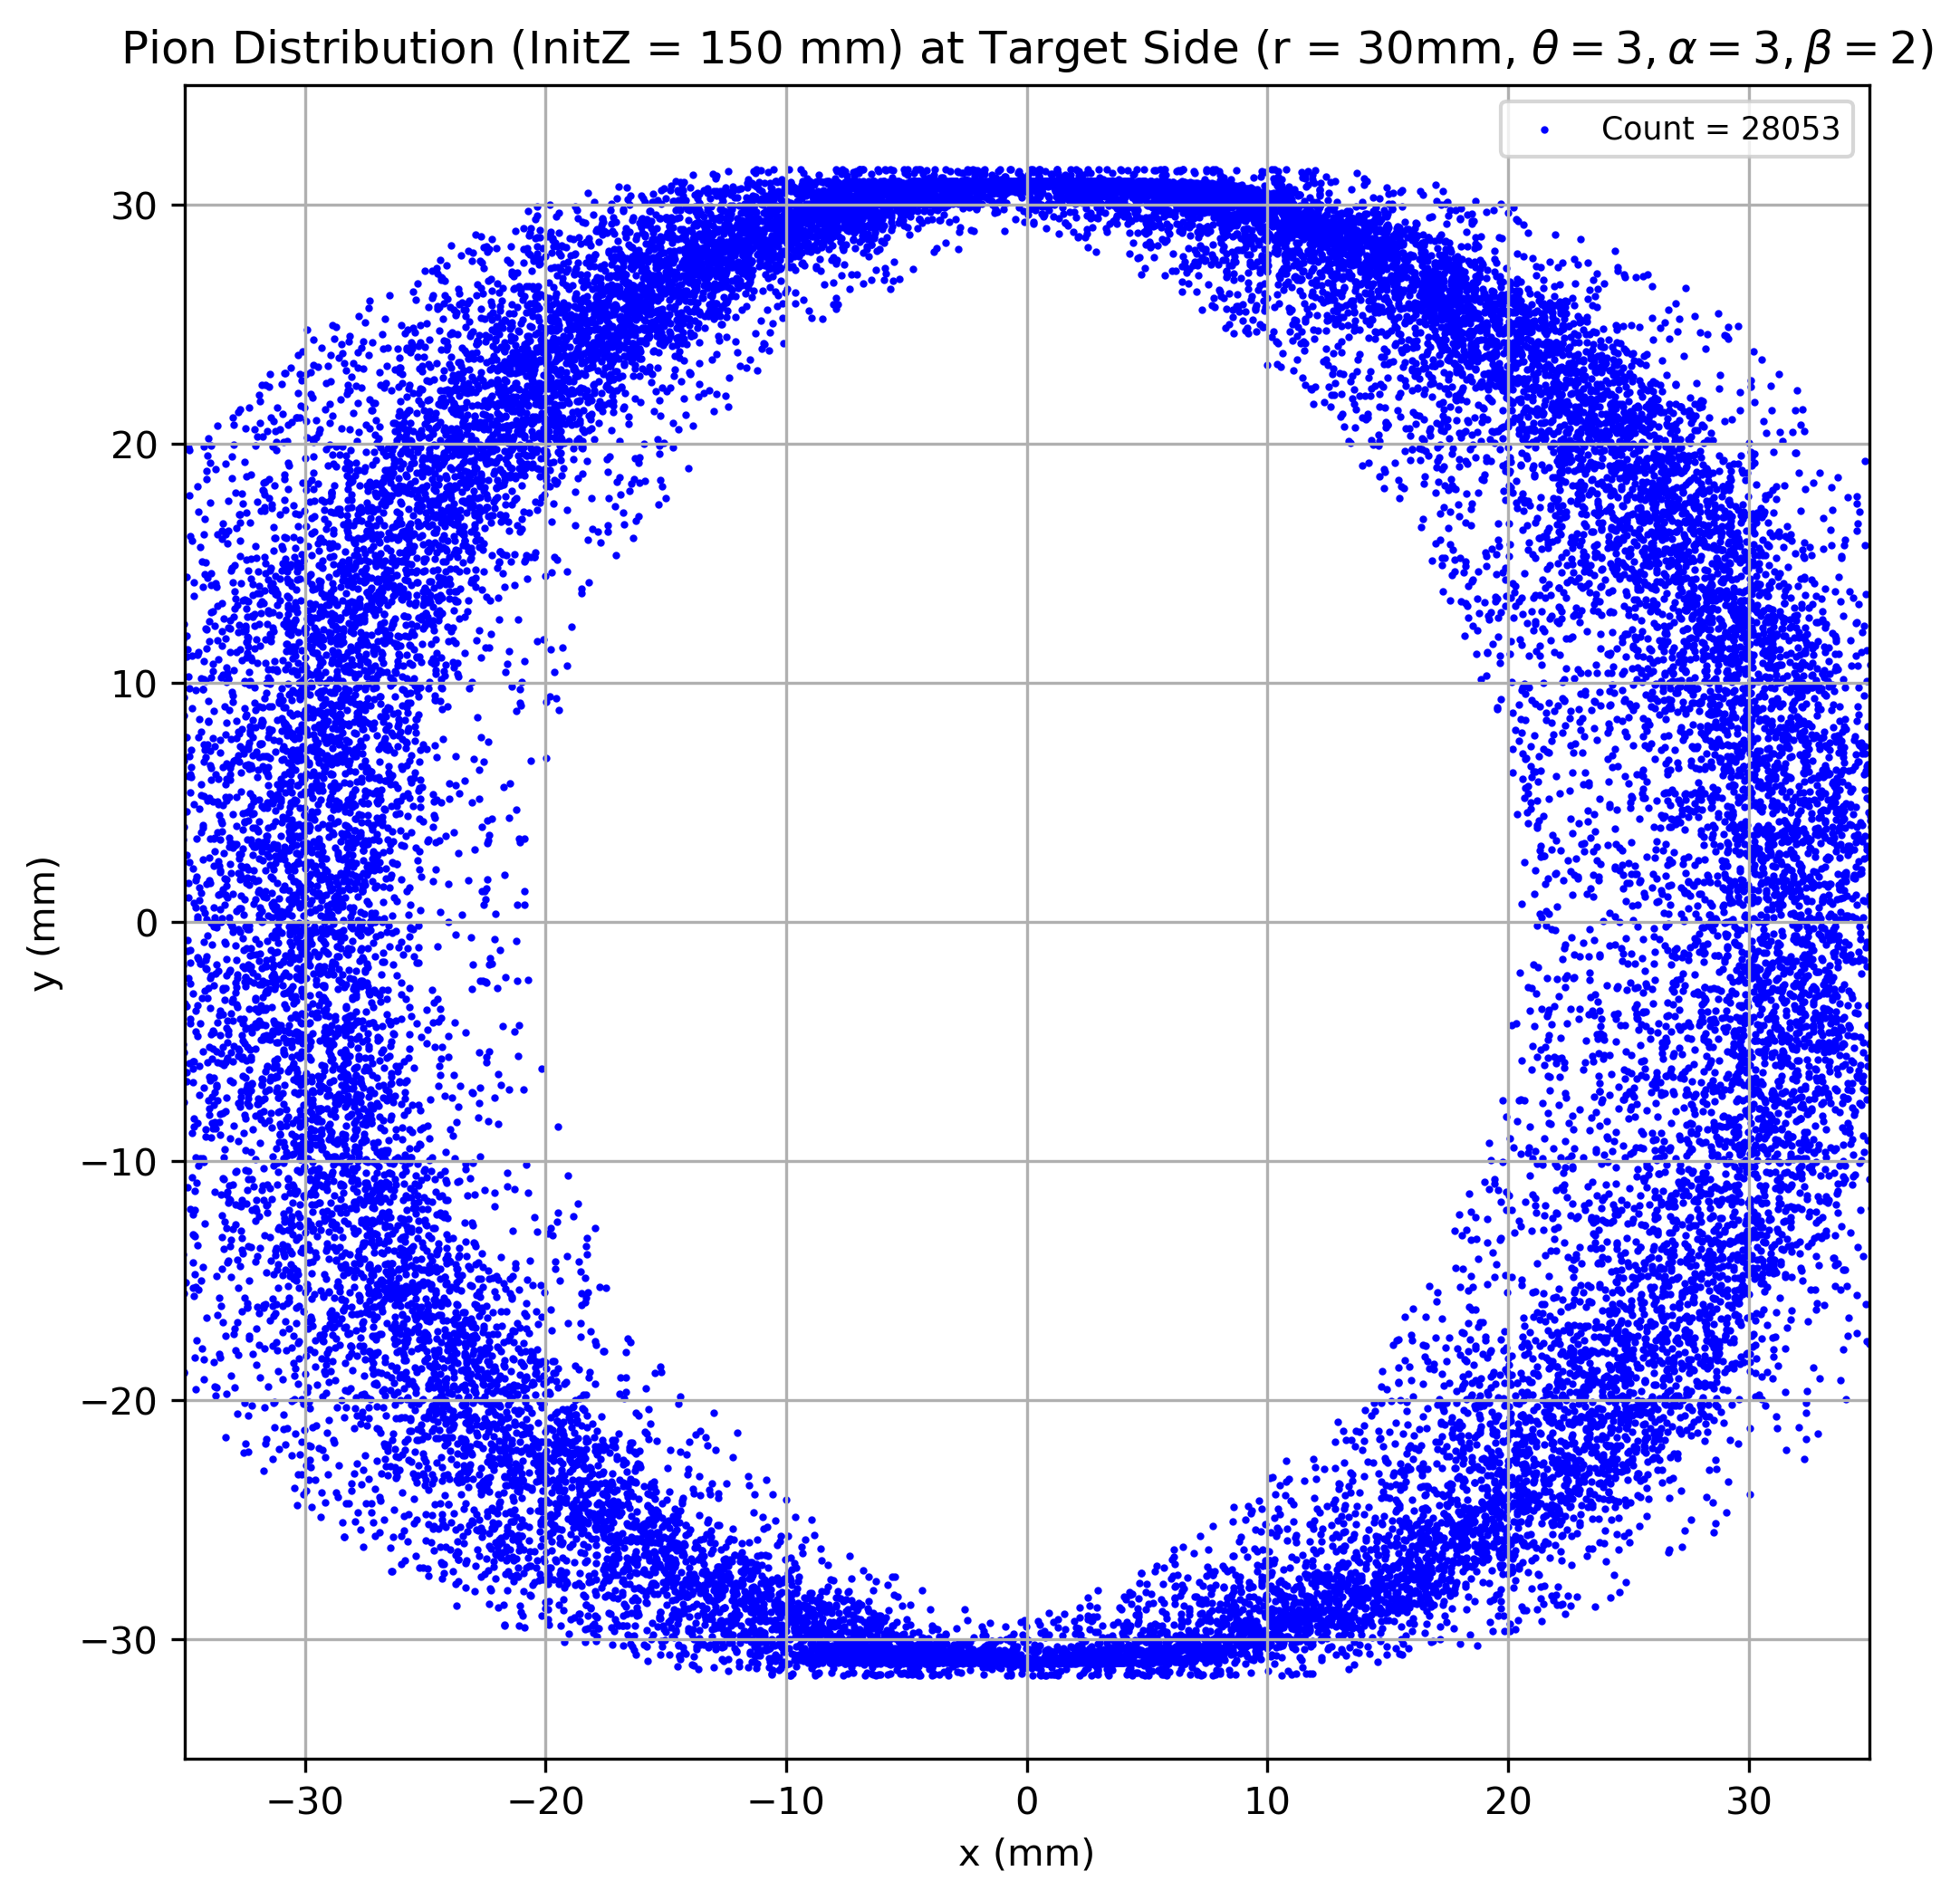 Pion Distribution (InitZ = 150 mm) at Target Side (r = 30mm, θ = 3, α = 3, β = 2)
Count = 28053
30
20
10
0
−10
−20
−30
y (mm)
−30 −20 −10 0 10 20 30
x (mm)